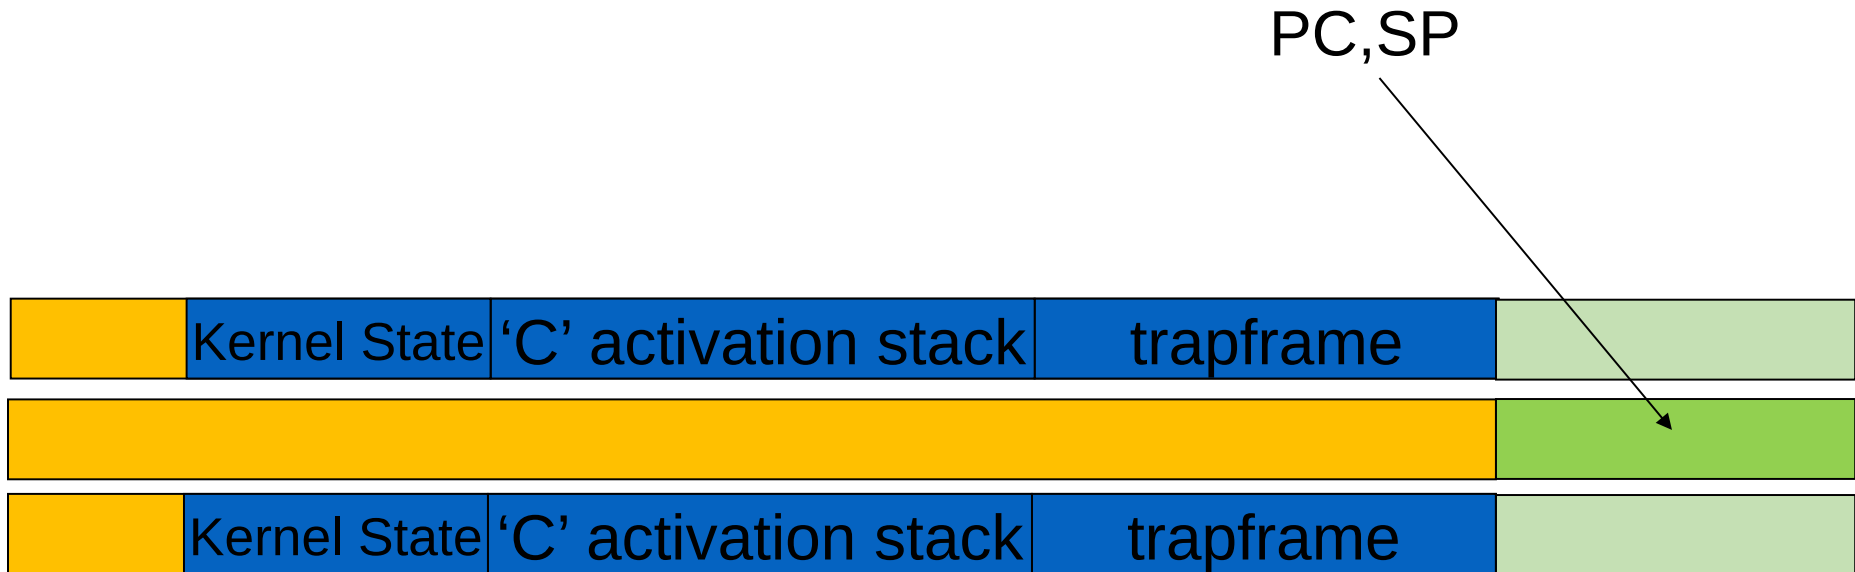 PC,SP
Kernel State ‘C’ activation stack trapframe
Kernel State ‘C’ activation stack trapframe